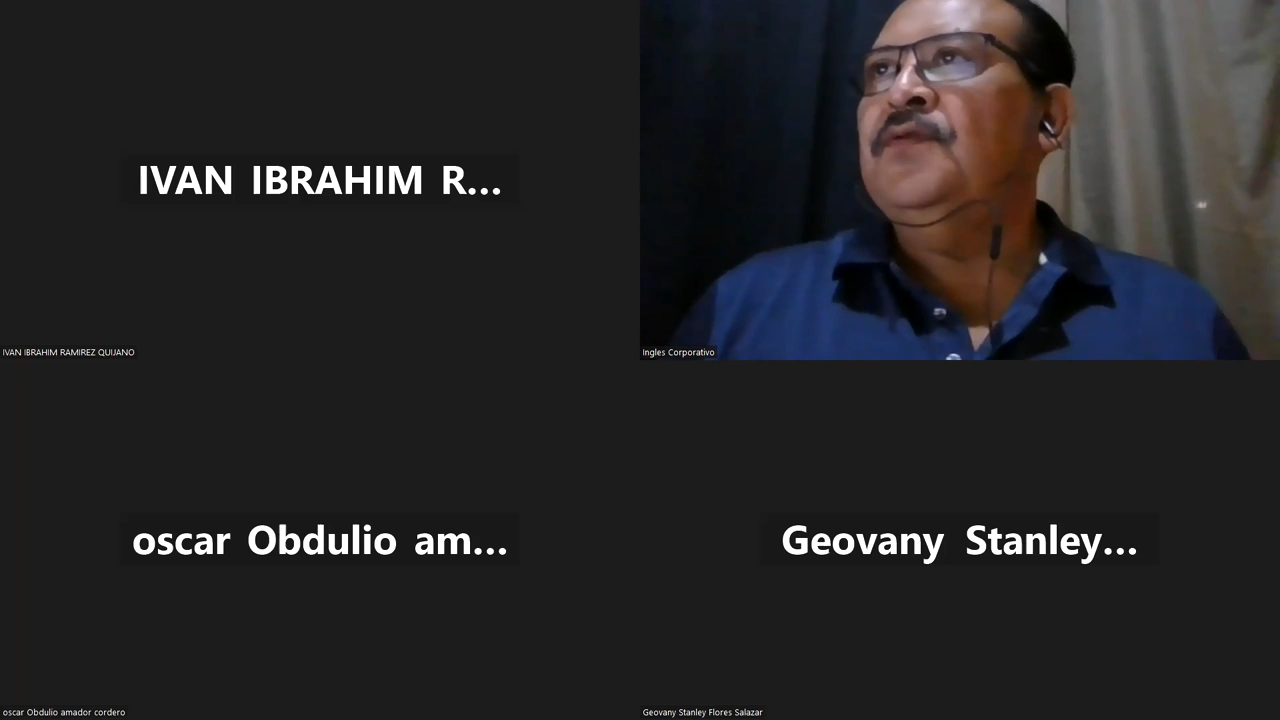 IVAN IBRAHIM R...
IVAN IBRAHIM RAMIREZ QUIJANO
Ingles Corporativo
oscar Obdulio am...
Geovany Stanley...
oscar Obdulio amador cordero
Geovany Stanley Flores Salazar